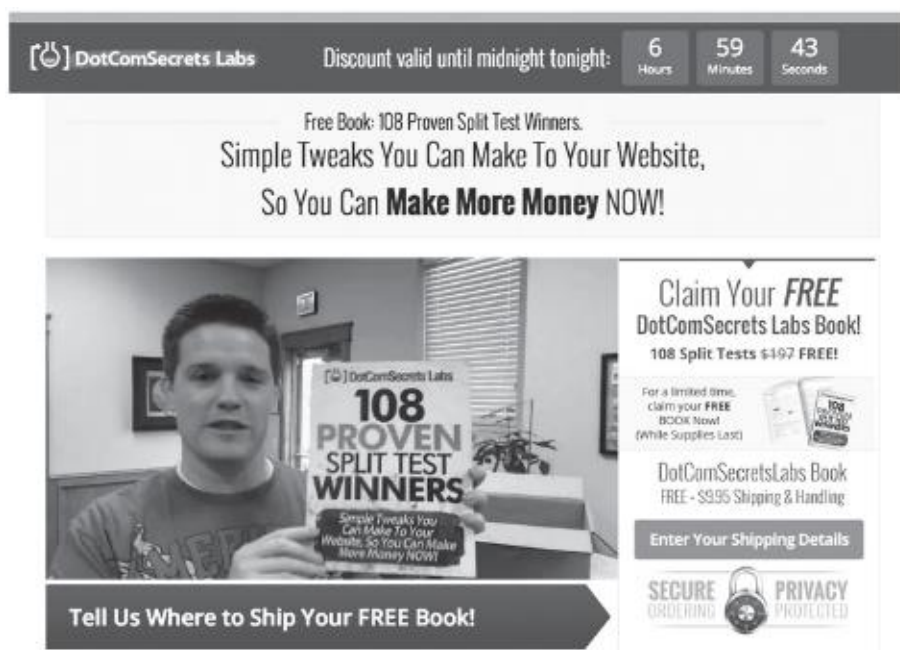 DotComSecrets Labs
Discount valid until midnight tonight:
6
Hours
59
Minutes
43
Seconds
Free Book: 108 Proven Split Test Winners.
Simple Tweaks You Can Make To Your Website,
So You Can Make More Money NOW!
[ ] DotComSecrets Labs
108
PROVEN
SPLIT TEST
WINNERS
Simple Tweaks You
Can Make To Your
Website, So You Can Make
More Money NOW!
Tell Us Where to Ship Your FREE Book!
Claim Your FREE
DotComSecrets Labs Book!
108 Split Tests $197 FREE!
For a limited time,
claim your FREE
BOOK Now!
(While Supplies Last)
108
PROVEN
SPLIT TEST
WINNERS
DotComSecretsLabs Book
FREE - $9.95 Shipping & Handling
Enter Your Shipping Details
SECURE
ORDERING
PRIVACY
PROTECTED